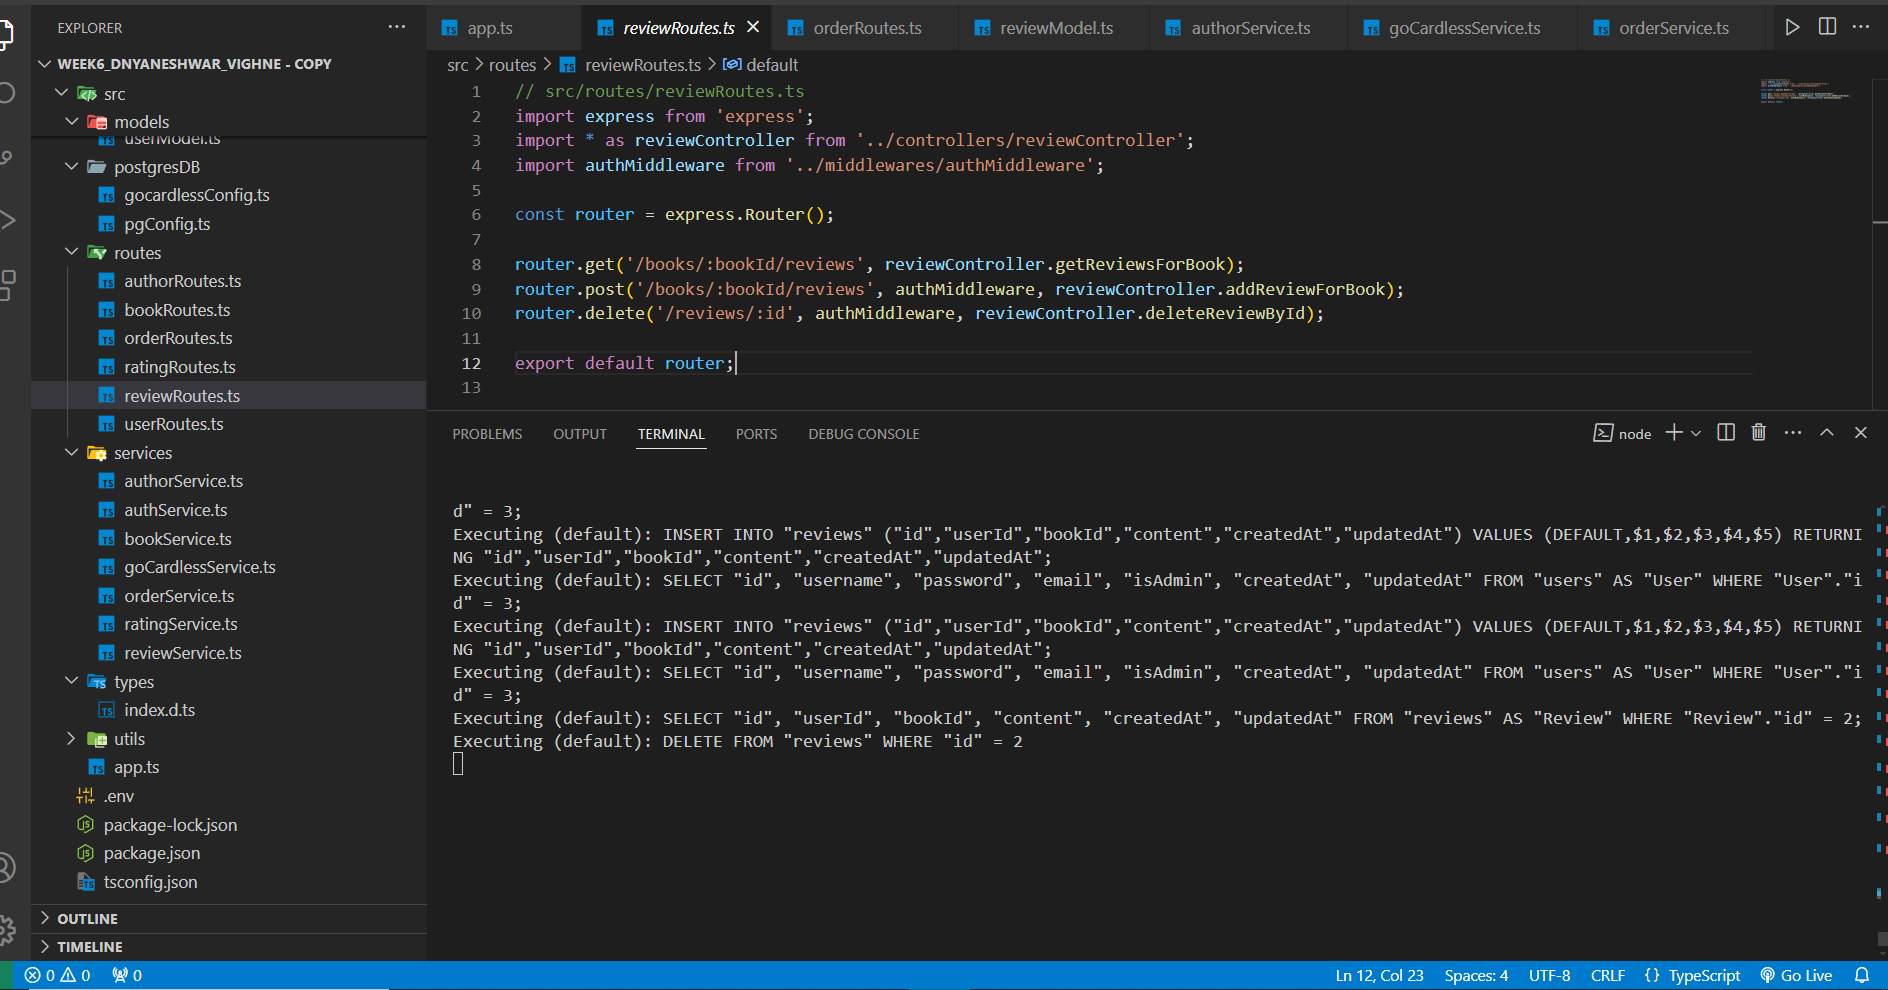 EXPLORER
WEEK6_DNYANESHWAR_VIGHNE - COPY
src
models
userModel.ts
postgresDB
gocardlessConfig.ts
pgConfig.ts
routes
authorRoutes.ts
bookRoutes.ts
orderRoutes.ts
ratingRoutes.ts
reviewRoutes.ts
userRoutes.ts
services
authorService.ts
authService.ts
bookService.ts
goCardlessService.ts
orderService.ts
ratingService.ts
reviewService.ts
types
index.d.ts
utils
app.ts
.env
package-lock.json
package.json
tsconfig.json
OUTLINE
TIMELINE
app.ts reviewRoutes.ts orderRoutes.ts reviewModel.ts authorService.ts goCardlessService.ts orderService.ts
src > routes > reviewRoutes.ts > default
1 // src/routes/reviewRoutes.ts
2 import express from 'express';
3 import * as reviewController from '../controllers/reviewController';
4 import authMiddleware from '../middlewares/authMiddleware';
5
6 const router = express.Router();
7
8 router.get('/books/:bookId/reviews', reviewController.getReviewsForBook);
9 router.post('/books/:bookId/reviews', authMiddleware, reviewController.addReviewForBook);
10 router.delete('/reviews/:id', authMiddleware, reviewController.deleteReviewById);
11
12 export default router;
13
PROBLEMS OUTPUT TERMINAL PORTS DEBUG CONSOLE node
d" = 3;
Executing (default): INSERT INTO "reviews" ("id","userId","bookId","content","createdAt","updatedAt") VALUES (DEFAULT,$1,$2,$3,$4,$5) RETURNI
NG "id","userId","bookId","content","createdAt","updatedAt";
Executing (default): SELECT "id", "username", "password", "email", "isAdmin", "createdAt", "updatedAt" FROM "users" AS "User" WHERE "User"."i
d" = 3;
Executing (default): INSERT INTO "reviews" ("id","userId","bookId","content","createdAt","updatedAt") VALUES (DEFAULT,$1,$2,$3,$4,$5) RETURNI
NG "id","userId","bookId","content","createdAt","updatedAt";
Executing (default): SELECT "id", "username", "password", "email", "isAdmin", "createdAt", "updatedAt" FROM "users" AS "User" WHERE "User"."i
d" = 3;
Executing (default): SELECT "id", "userId", "bookId", "content", "createdAt", "updatedAt" FROM "reviews" AS "Review" WHERE "Review"."id" = 2;
Executing (default): DELETE FROM "reviews" WHERE "id" = 2
0 0 0 Ln 12, Col 23 Spaces: 4 UTF-8 CRLF {} TypeScript Go Live